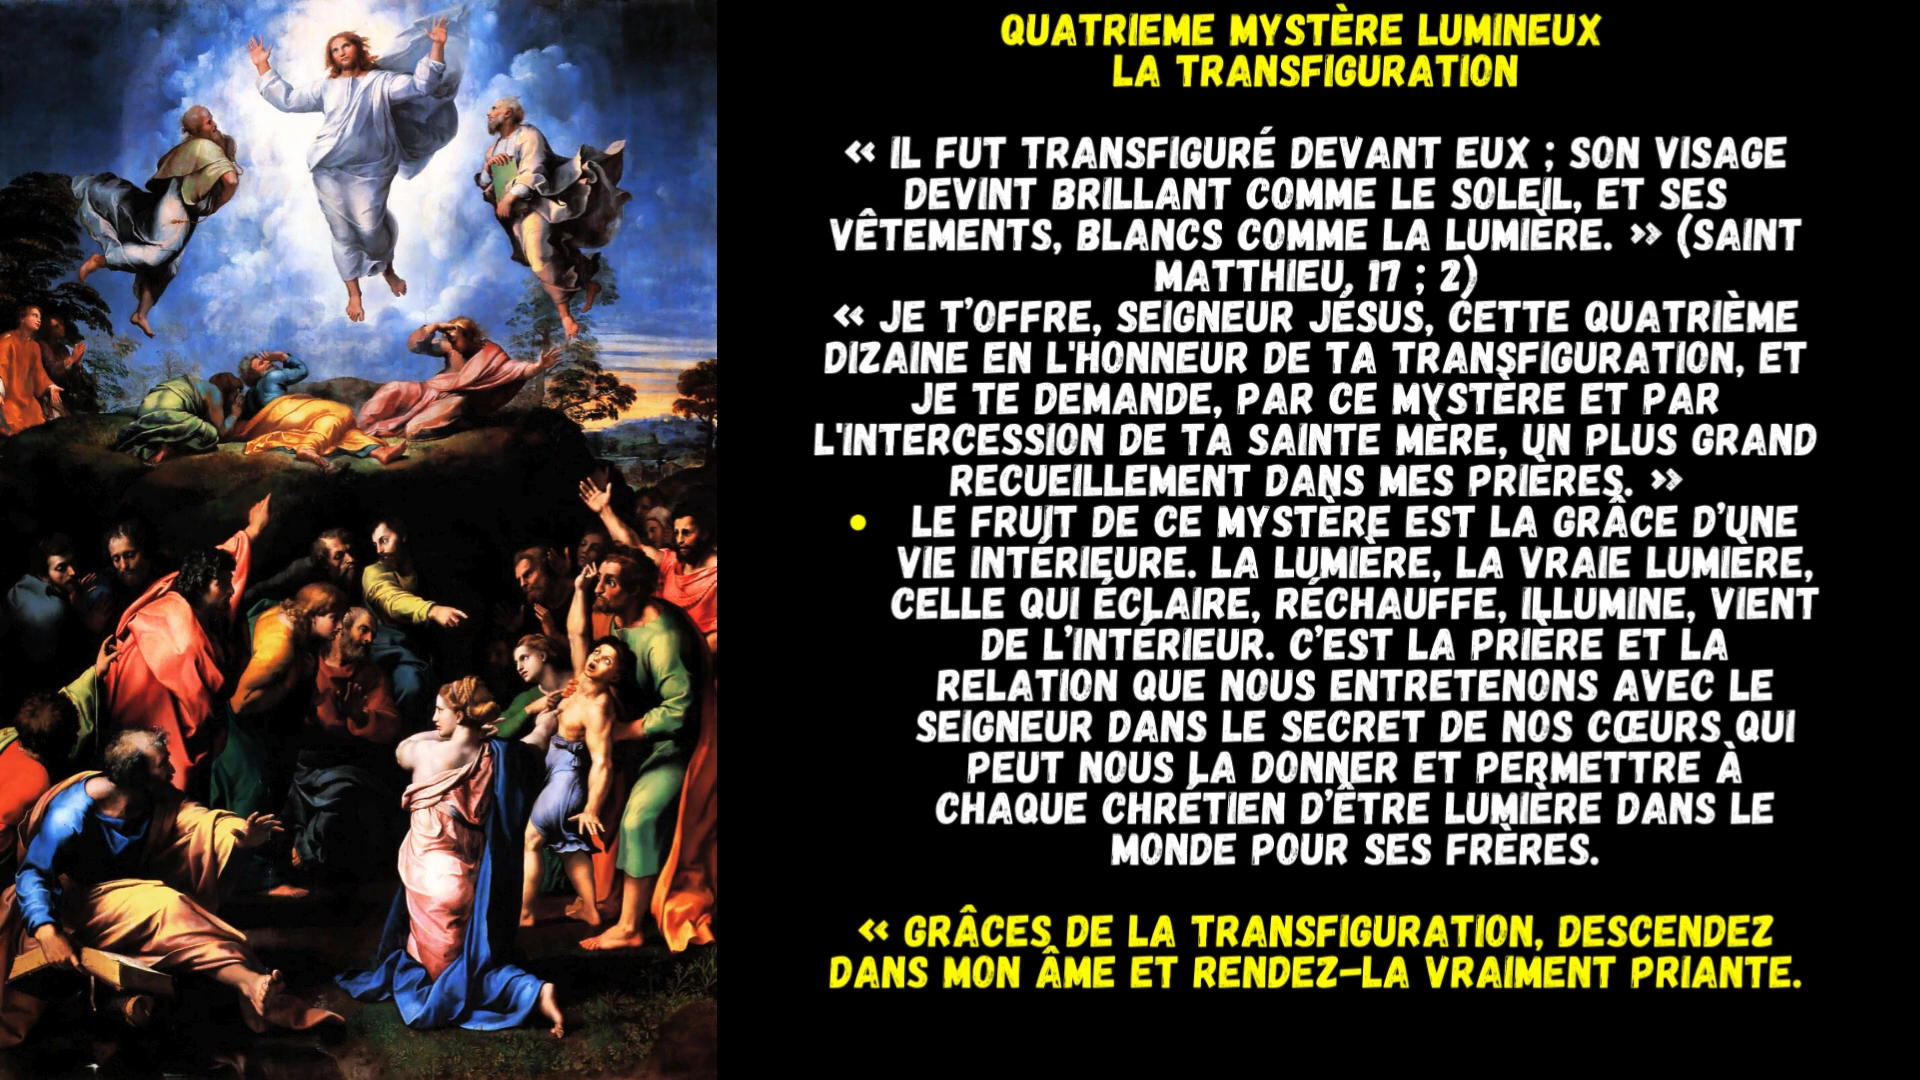 QUATRIEME MYSTÈRE LUMINEUX
LA TRANSFIGURATION
« IL FUT TRANSFIGURÉ DEVANT EUX ; SON VISAGE
DEVINT BRILLANT COMME LE SOLEIL, ET SES
VÊTEMENTS, BLANCS COMME LA LUMIÈRE. » (SAINT
MATTHIEU, 17 ; 2)
« JE T’OFFRE, SEIGNEUR JÉSUS, CETTE QUATRIÈME
DIZAINE EN L'HONNEUR DE TA TRANSFIGURATION, ET
JE TE DEMANDE, PAR CE MYSTÈRE ET PAR
L'INTERCESSION DE TA SAINTE MÈRE, UN PLUS GRAND
RECUEILLEMENT DANS MES PRIÈRES. »
• LE FRUIT DE CE MYSTÈRE EST LA GRÂCE D’UNE
VIE INTÉRIEURE. LA LUMIÈRE, LA VRAIE LUMIÈRE,
CELLE QUI ÉCLAIRE, RÉCHAUFFE, ILLUMINE, VIENT
DE L’INTÉRIEUR. C’EST LA PRIÈRE ET LA
RELATION QUE NOUS ENTRETENONS AVEC LE
SEIGNEUR DANS LE SECRET DE NOS CŒURS QUI
PEUT NOUS LA DONNER ET PERMETTRE À
CHAQUE CHRÉTIEN D’ÊTRE LUMIÈRE DANS LE
MONDE POUR SES FRÈRES.
« GRÂCES DE LA TRANSFIGURATION, DESCENDEZ
DANS MON ÂME ET RENDEZ-LA VRAIMENT PRIANTE.